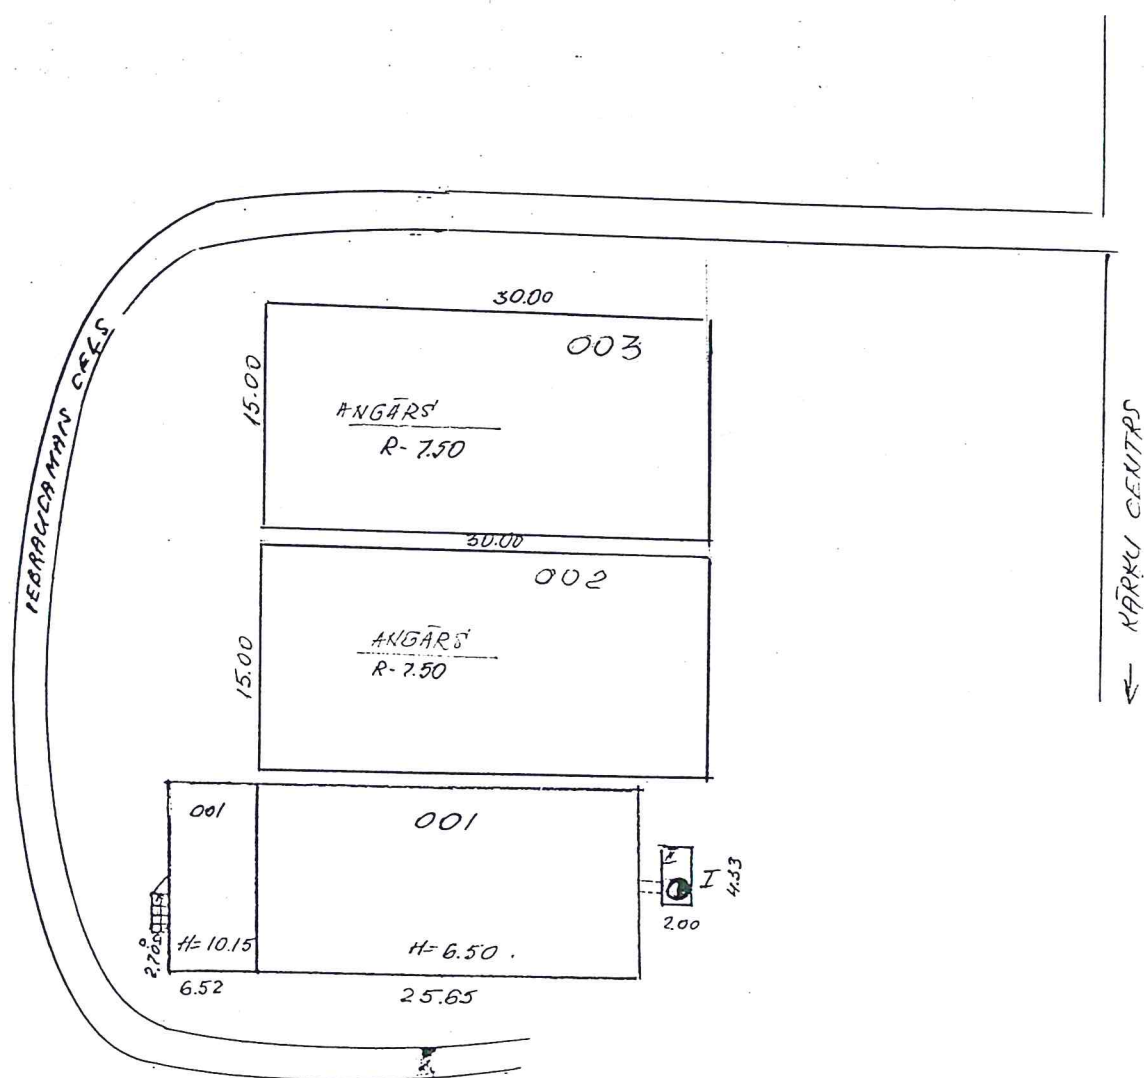 30.00
003
15.00
ANGĀRS
R- 7.50
IEBRAUCAMAIS CEĻŠ
30.00
002
15.00
ANGĀRS
R- 7.50
← KĀRĶU CENTRS
001
001
I
4.33
2.00
2.70
H= 10.15
H= 6.50
6.52
25.65